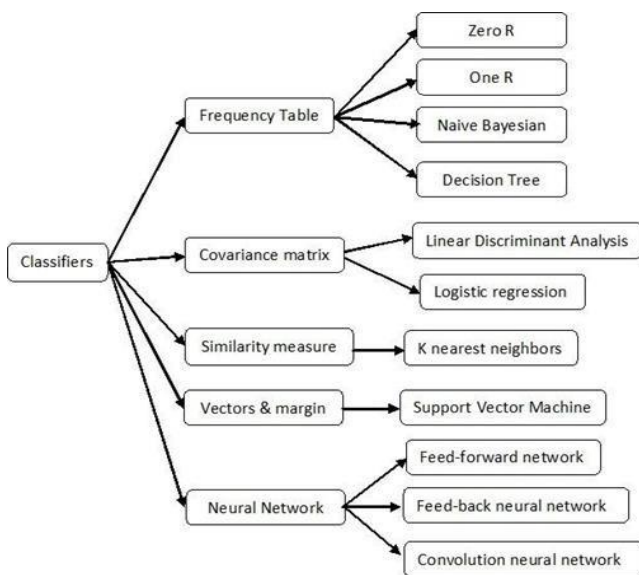 Zero R
One R
Frequency Table
Naive Bayesian
Decision Tree
Classifiers
Covariance matrix
Linear Discriminant Analysis
Logistic regression
Similarity measure
K nearest neighbors
Vectors & margin
Support Vector Machine
Feed-forward network
Neural Network
Feed-back neural network
Convolution neural network